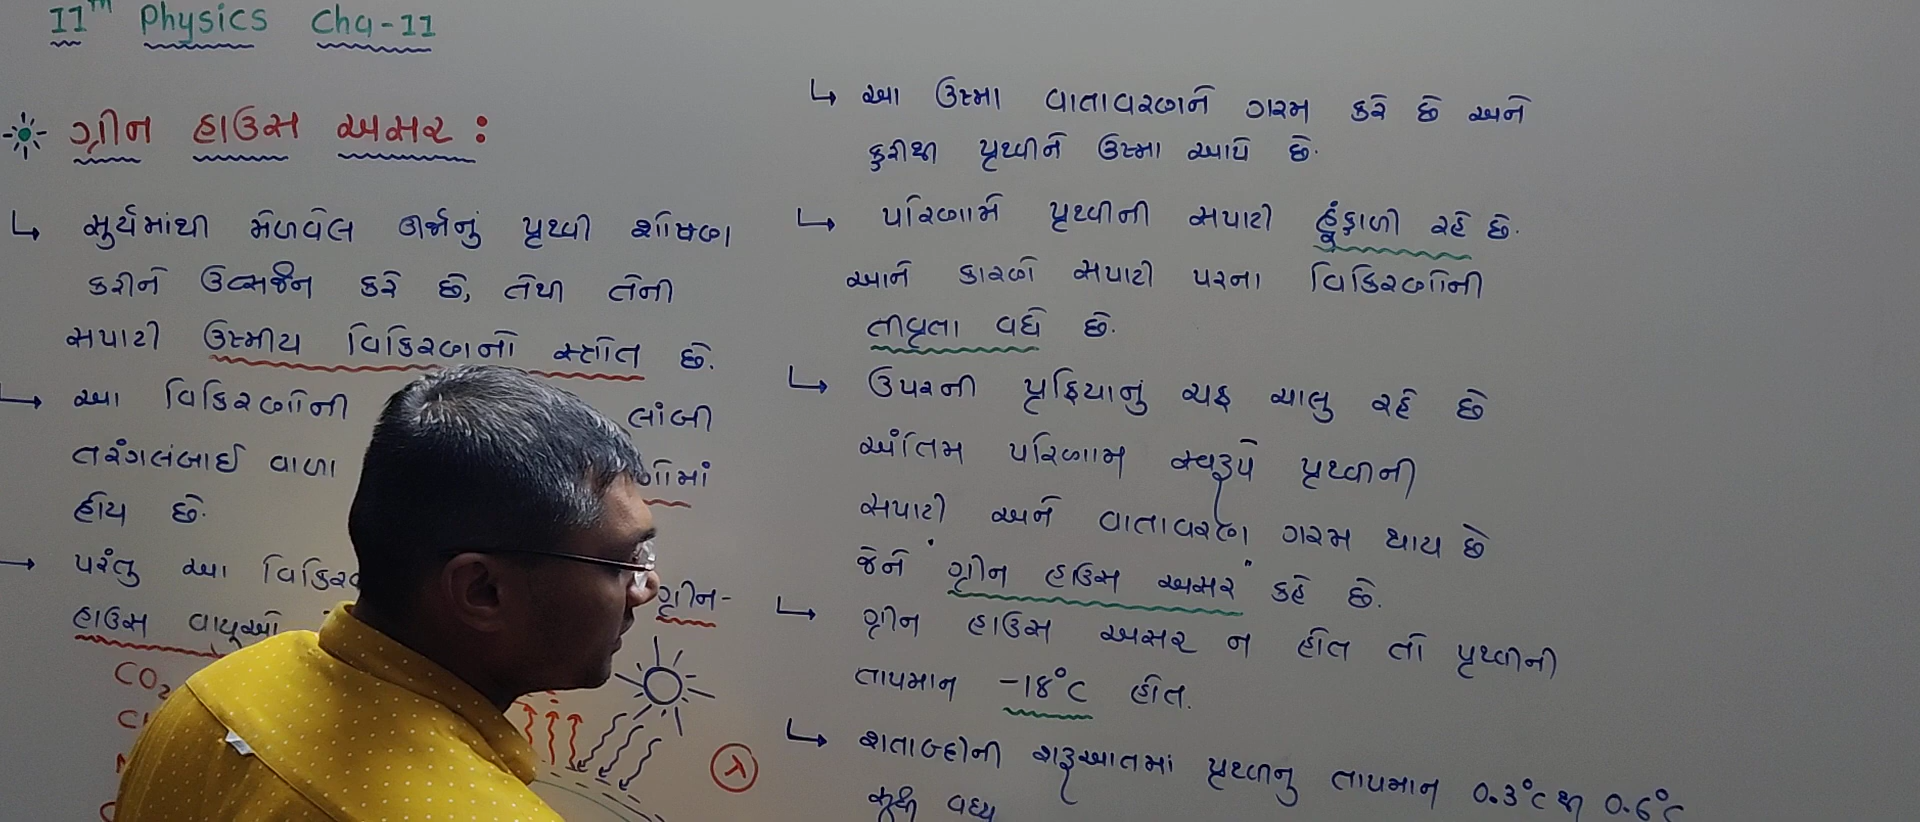 11th Physics Cha-11
ગ્રીન હાઉસ અસર :
↳ સુર્યમાંથી મેળવેલ ઊર્જાનું પૃથ્વી શોષણ
કરીને ઉત્સર્જન કરે છે, તેથી તેની
સપાટી ઉષ્મીય વિકિરણનો સ્ત્રોત છે.
↳ આ વિકિરણોની લાંબી
તરંગલંબાઈ વાળા
હોય છે.
→ પરંતુ આ ગ્રીન-
હાઉસ વાયુઓ
CO₂
λ
↳ આ ઉષ્મા વાતાવરણને ગરમ કરે છે અને
ફરીથી પૃથ્વીને ઉષ્મા આપે છે.
↳ પરિણામે પૃથ્વીની સપાટી હૂંફાળી રહે છે.
આને કારણે સપાટી પરના વિકિરણોની
તીવ્રતા વધે છે.
↳ ઉપરની પ્રક્રિયાનું ચક્ર ચાલુ રહે છે
અંતિમ પરિણામ સ્વરૂપે પૃથ્વીની
સપાટી અને વાતાવરણ ગરમ થાય છે
જેને "ગ્રીન હાઉસ અસર" કહે છે.
↳ ગ્રીન હાઉસ અસર ન હોત તો પૃથ્વીની
તાપમાન -18°C હોત.
↳ શતાબ્દીની શરૂઆતમાં પૃથ્વીનુ તાપમાન 0.3°C થી 0.6°C
સુધી વધ્ય